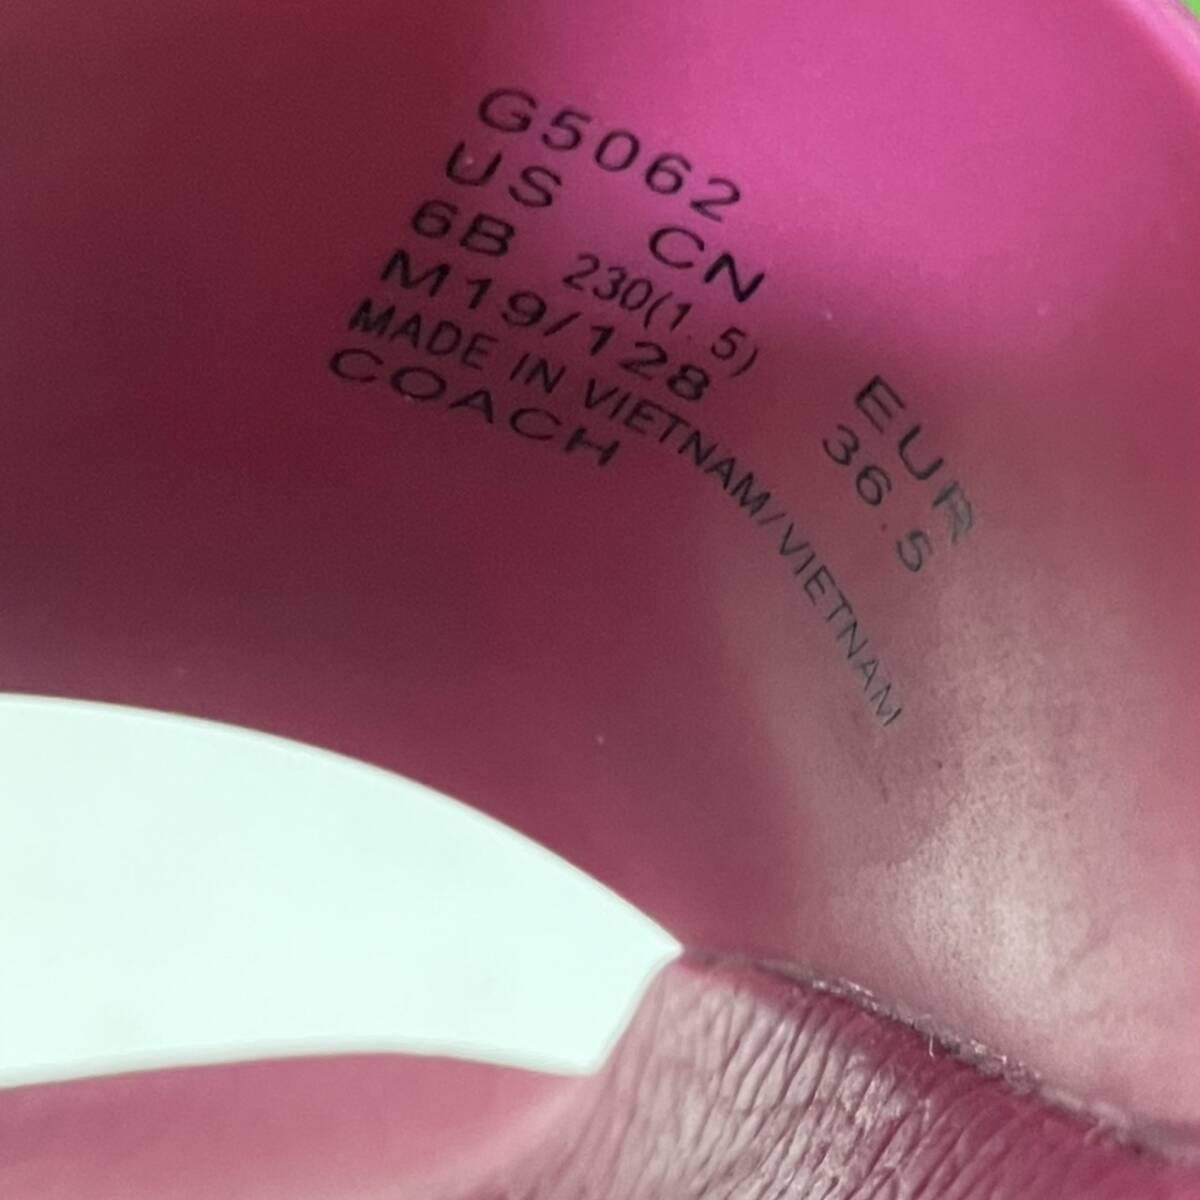 G5062
US CN EUR
6B 230(1.5) 36.5
M19/128
MADE IN VIETNAM/VIETNAM
COACH